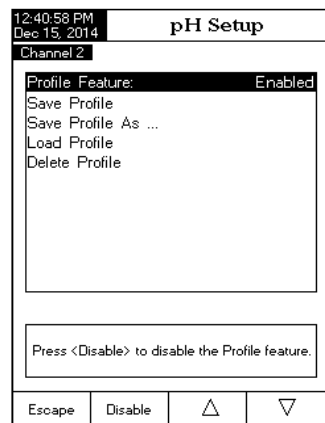 12:40:58 PM
Dec 15, 2014
pH Setup
Channel 2
Profile Feature: Enabled
Save Profile
Save Profile As ...
Load Profile
Delete Profile
Press <Disable> to disable the Profile feature.
Escape Disable △ ▽